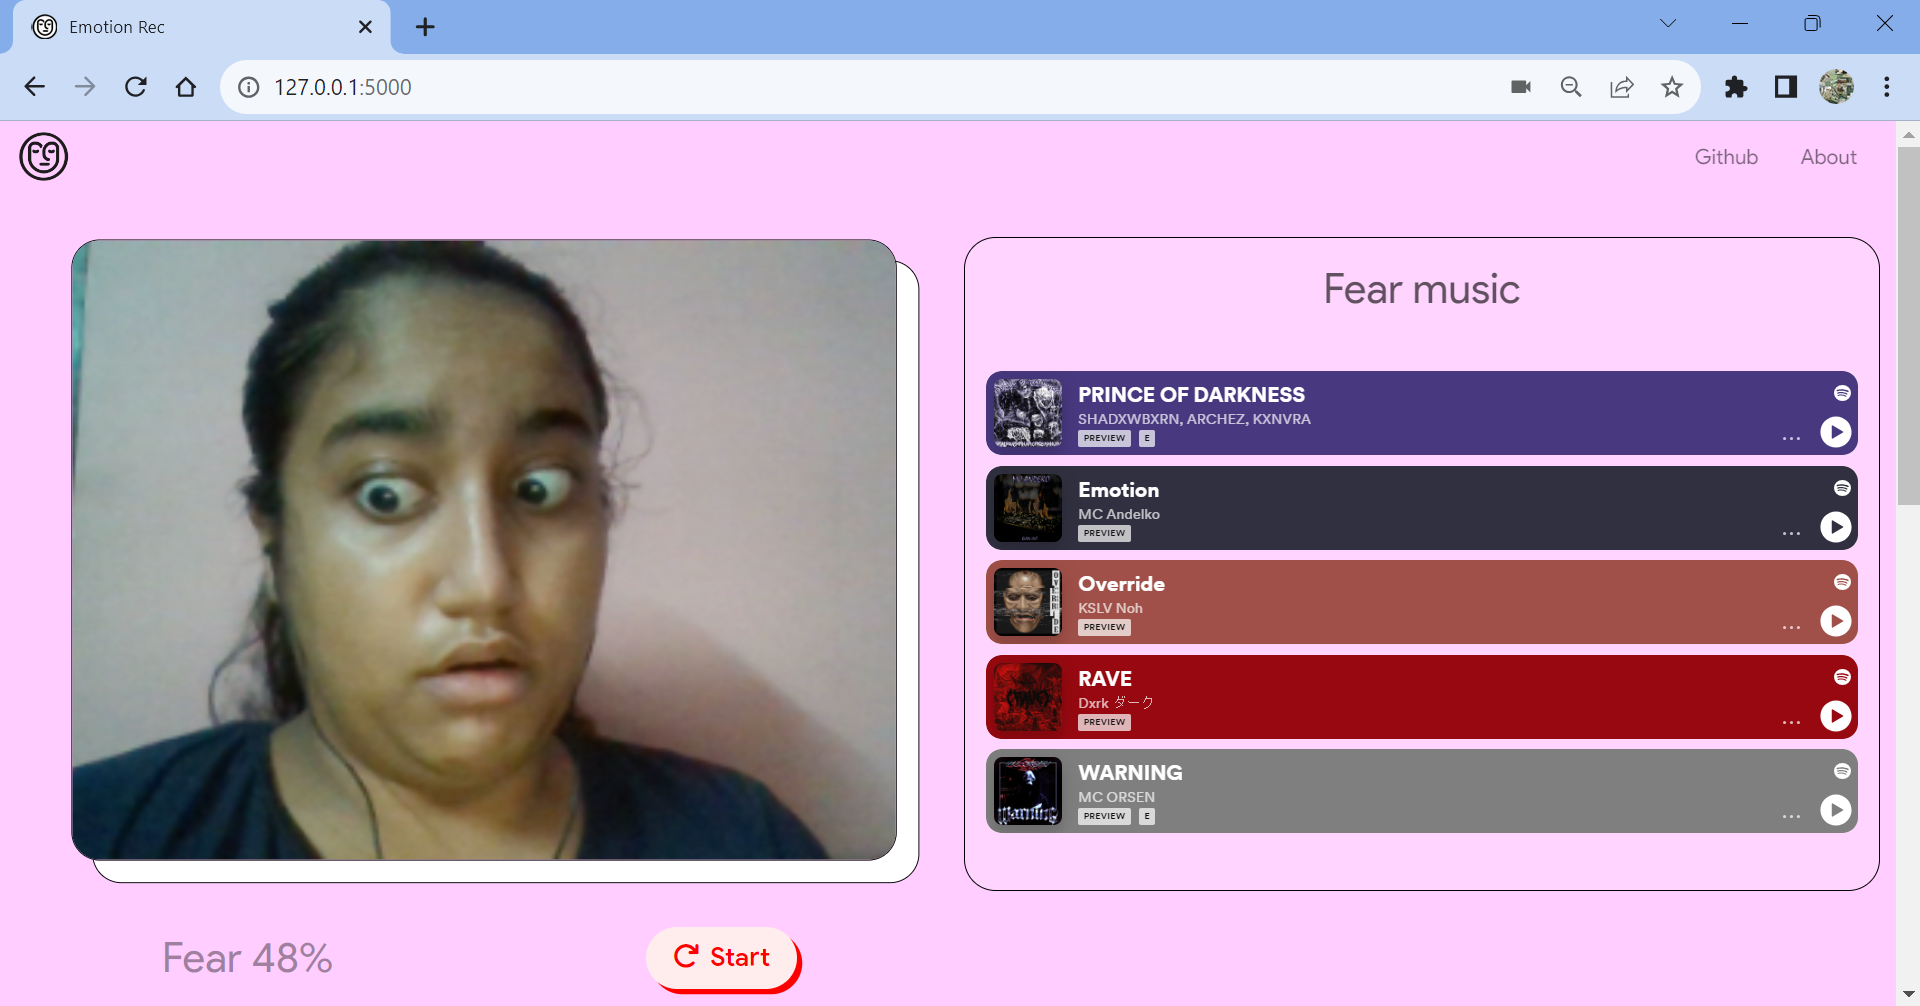 Emotion Rec
127.0.0.1:5000
Github
About
Fear music
PRINCE OF DARKNESS
SHADXWBXRN, ARCHEZ, KXNVRA
PREVIEW E
Emotion
MC Andelko
PREVIEW
Override
KSLV Noh
PREVIEW
RAVE
Dxrk ダーク
PREVIEW
WARNING
MC ORSEN
PREVIEW E
Fear 48%
Start